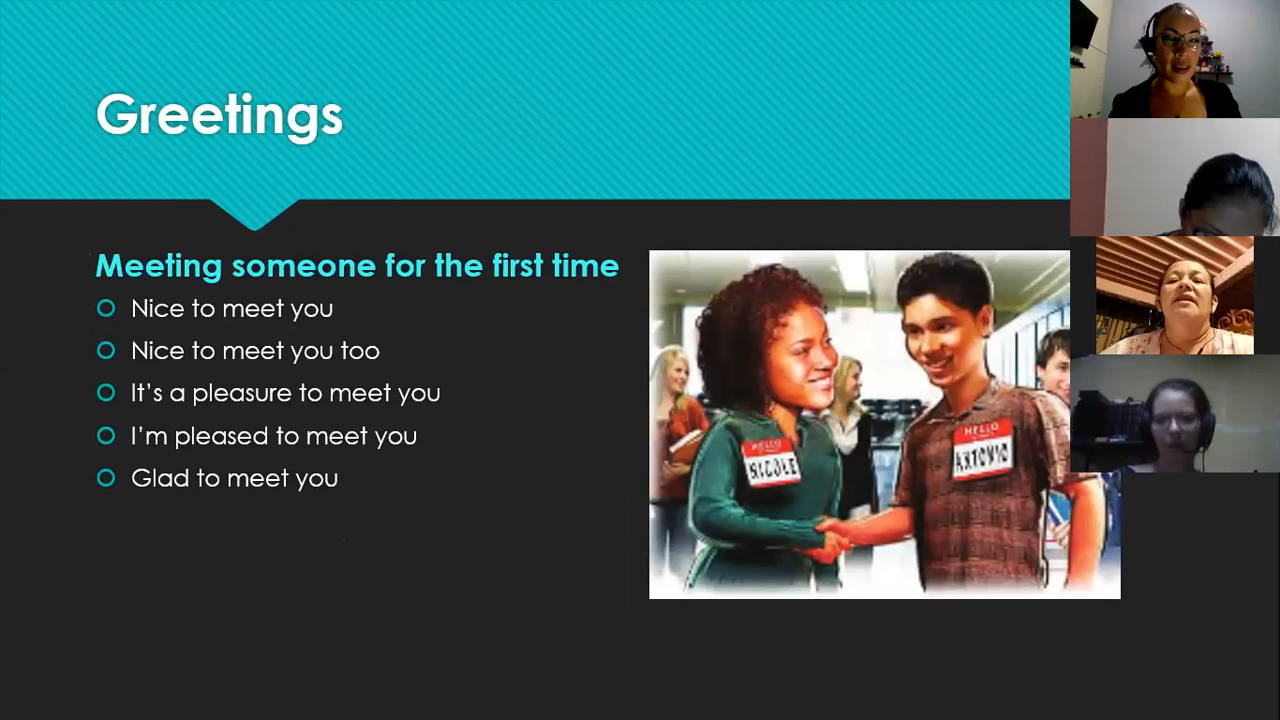 Greetings
Meeting someone for the first time
Nice to meet you
Nice to meet you too
It's a pleasure to meet you
I'm pleased to meet you
Glad to meet you
HELLO
NICOLE
HELLO
ANTONIO